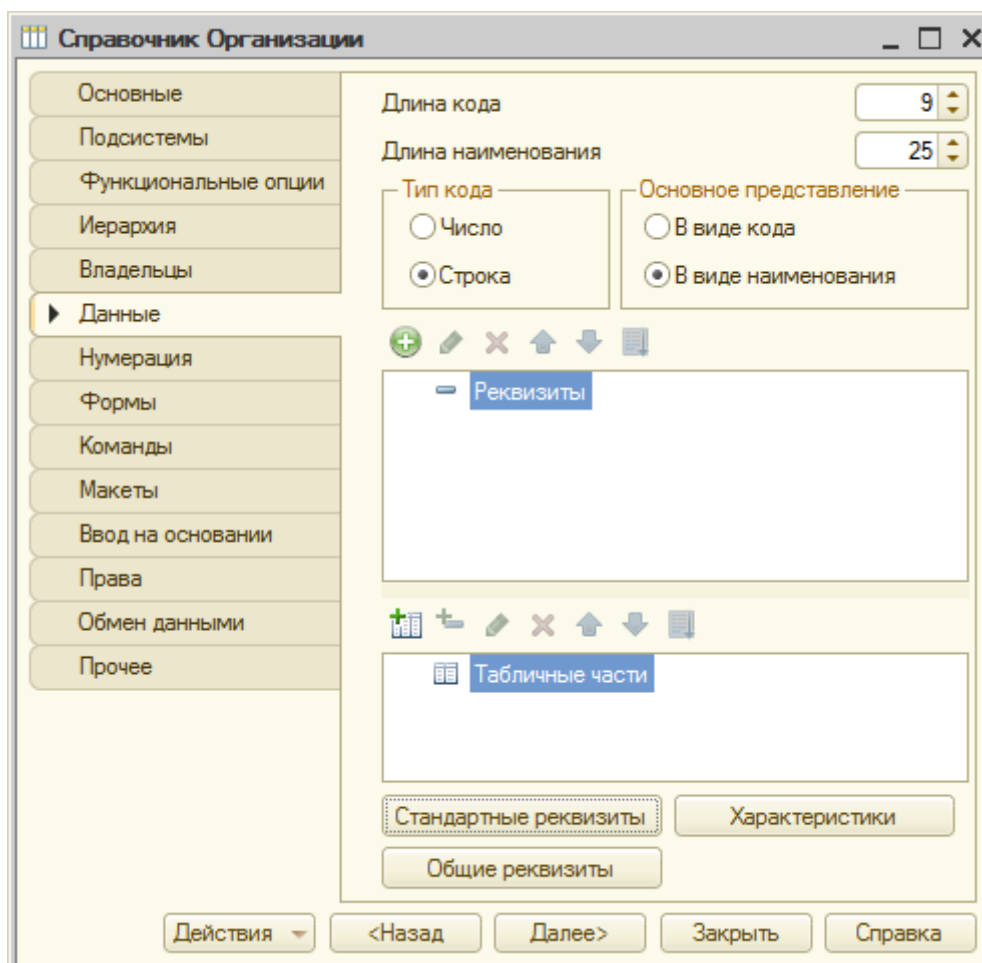 Справочник Организации
Основные
Подсистемы
Функциональные опции
Иерархия
Владельцы
Данные
Нумерация
Формы
Команды
Макеты
Ввод на основании
Права
Обмен данными
Прочее
Длина кода 9
Длина наименования 25
Тип кода Основное представление
Число В виде кода
Строка В виде наименования
Реквизиты
Табличные части
Стандартные реквизиты Характеристики
Общие реквизиты
Действия <Назад Далее> Закрыть Справка